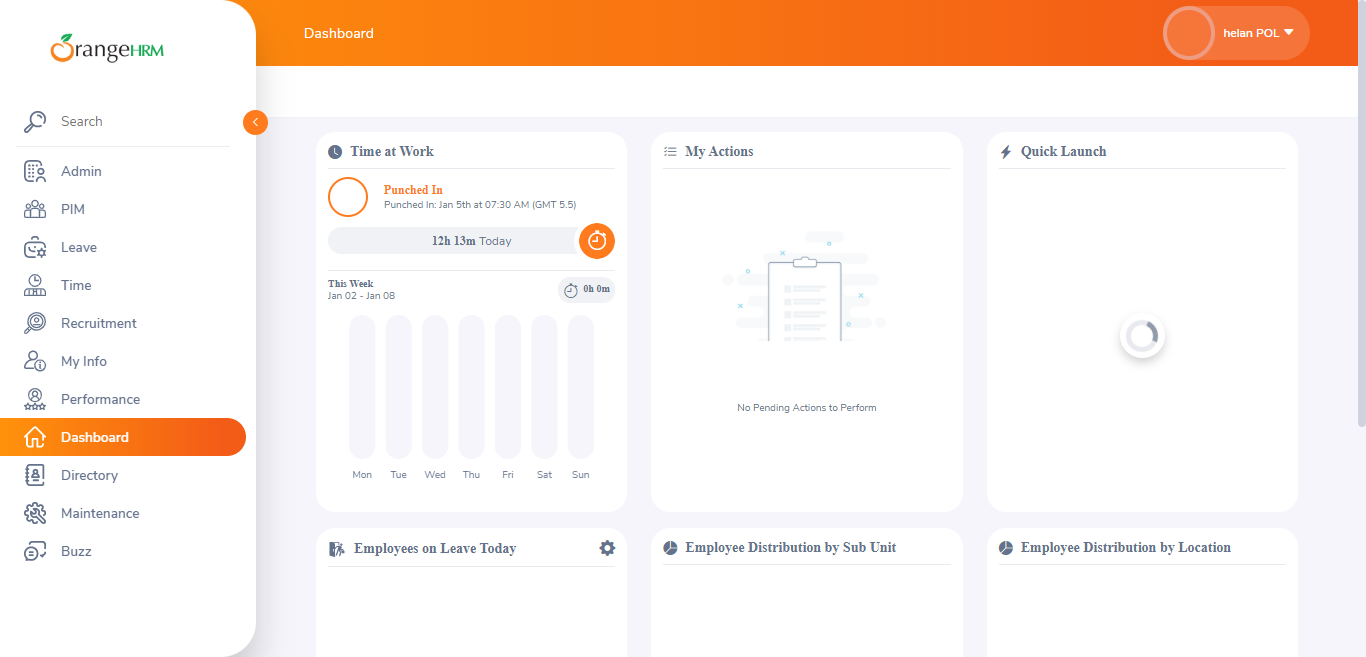 OrangeHRM
Dashboard
helan POL
Search
Admin
PIM
Leave
Time
Recruitment
My Info
Performance
Dashboard
Directory
Maintenance
Buzz
Time at Work
Punched In
Punched In: Jan 5th at 07:30 AM (GMT 5.5)
12h 13m Today
This Week
Jan 02 - Jan 08
0h 0m
Mon Tue Wed Thu Fri Sat Sun
My Actions
No Pending Actions to Perform
Quick Launch
Employees on Leave Today
Employee Distribution by Sub Unit
Employee Distribution by Location